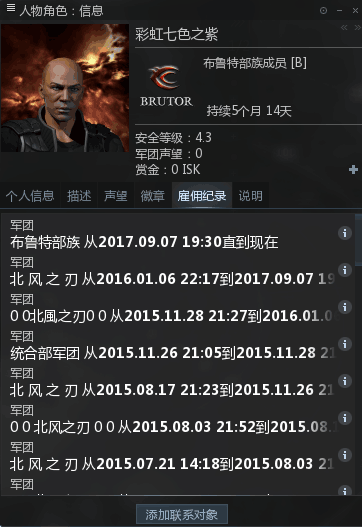 人物角色：信息
彩虹七色之紫
布鲁特部族成员 [B]
BRUTOR
持续5个月 14天
安全等级：4.3
军团声望：0
赏金：0 ISK
个人信息 描述 声望 徽章 雇佣纪录 说明
军团
布鲁特部族 从2017.09.07 19:30直到现在
军团
北 风 之 刃 从2016.01.06 22:17到2017.09.07 19
军团
0 0北風之刃0 0 从2015.11.28 21:27到2016.01.0
军团
统合部军团 从2015.11.26 21:05到2015.11.28 21
军团
北 风 之 刃 从2015.08.17 21:23到2015.11.26 21
军团
0 0 北风之刃 0 0 从2015.08.03 21:52到2015.08.
军团
北 风 之 刃 从2015.07.21 14:18到2015.08.03 21
军团
添加联系对象